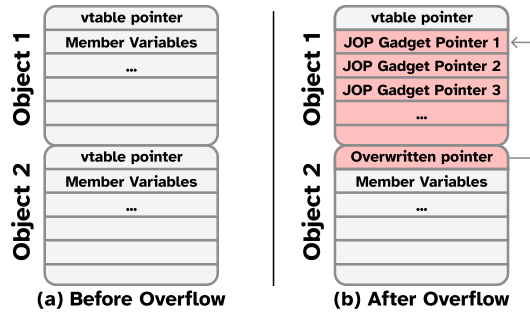 Object 1
vtable pointer
Member Variables
...
Object 2
vtable pointer
Member Variables
...
(a) Before Overflow
Object 1
vtable pointer
JOP Gadget Pointer 1
JOP Gadget Pointer 2
JOP Gadget Pointer 3
...
Object 2
Overwritten pointer
Member Variables
...
(b) After Overflow